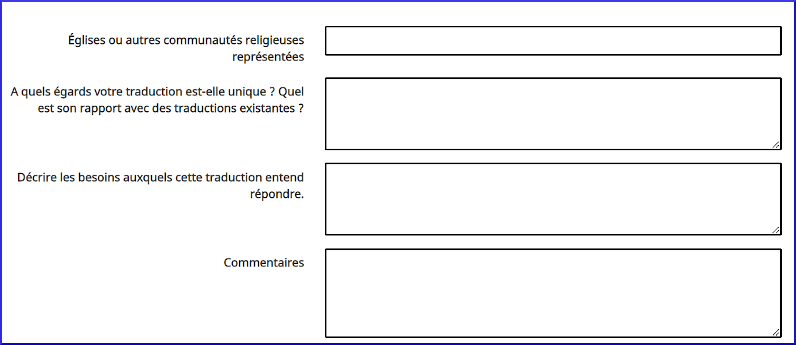 Églises ou autres communautés religieuses
représentées
A quels égards votre traduction est-elle unique ? Quel
est son rapport avec des traductions existantes ?
Décrire les besoins auxquels cette traduction entend
répondre.
Commentaires